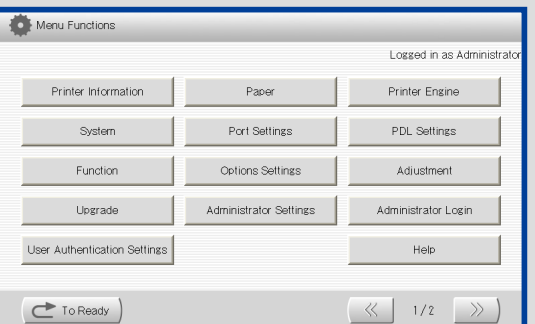 Menu Functions
Logged in as Administrator
Printer Information
Paper
Printer Engine
System
Port Settings
PDL Settings
Function
Options Settings
Adjustment
Upgrade
Administrator Settings
Administrator Login
User Authentication Settings
Help
To Ready
1/2